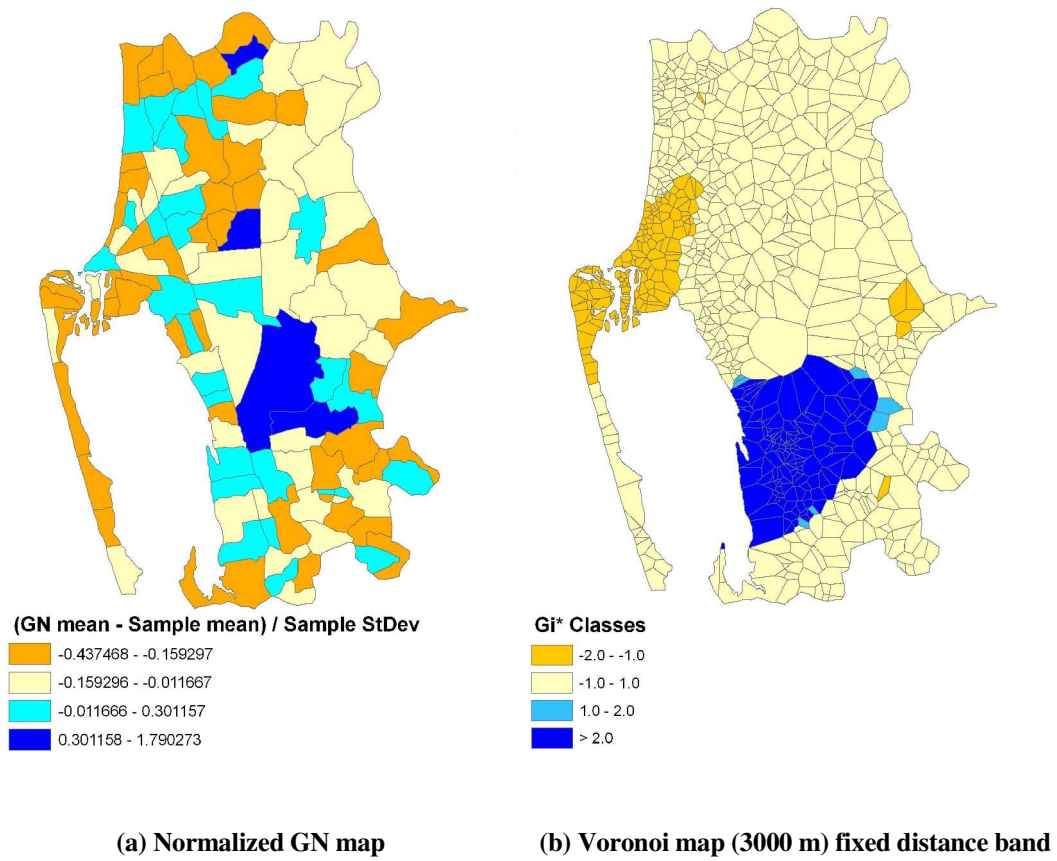 (GN mean - Sample mean) / Sample StDev
-0.437468 - -0.159297
-0.159296 - -0.011667
-0.011666 - 0.301157
0.301158 - 1.790273
Gi* Classes
-2.0 - -1.0
-1.0 - 1.0
1.0 - 2.0
> 2.0
(a) Normalized GN map
(b) Voronoi map (3000 m) fixed distance band